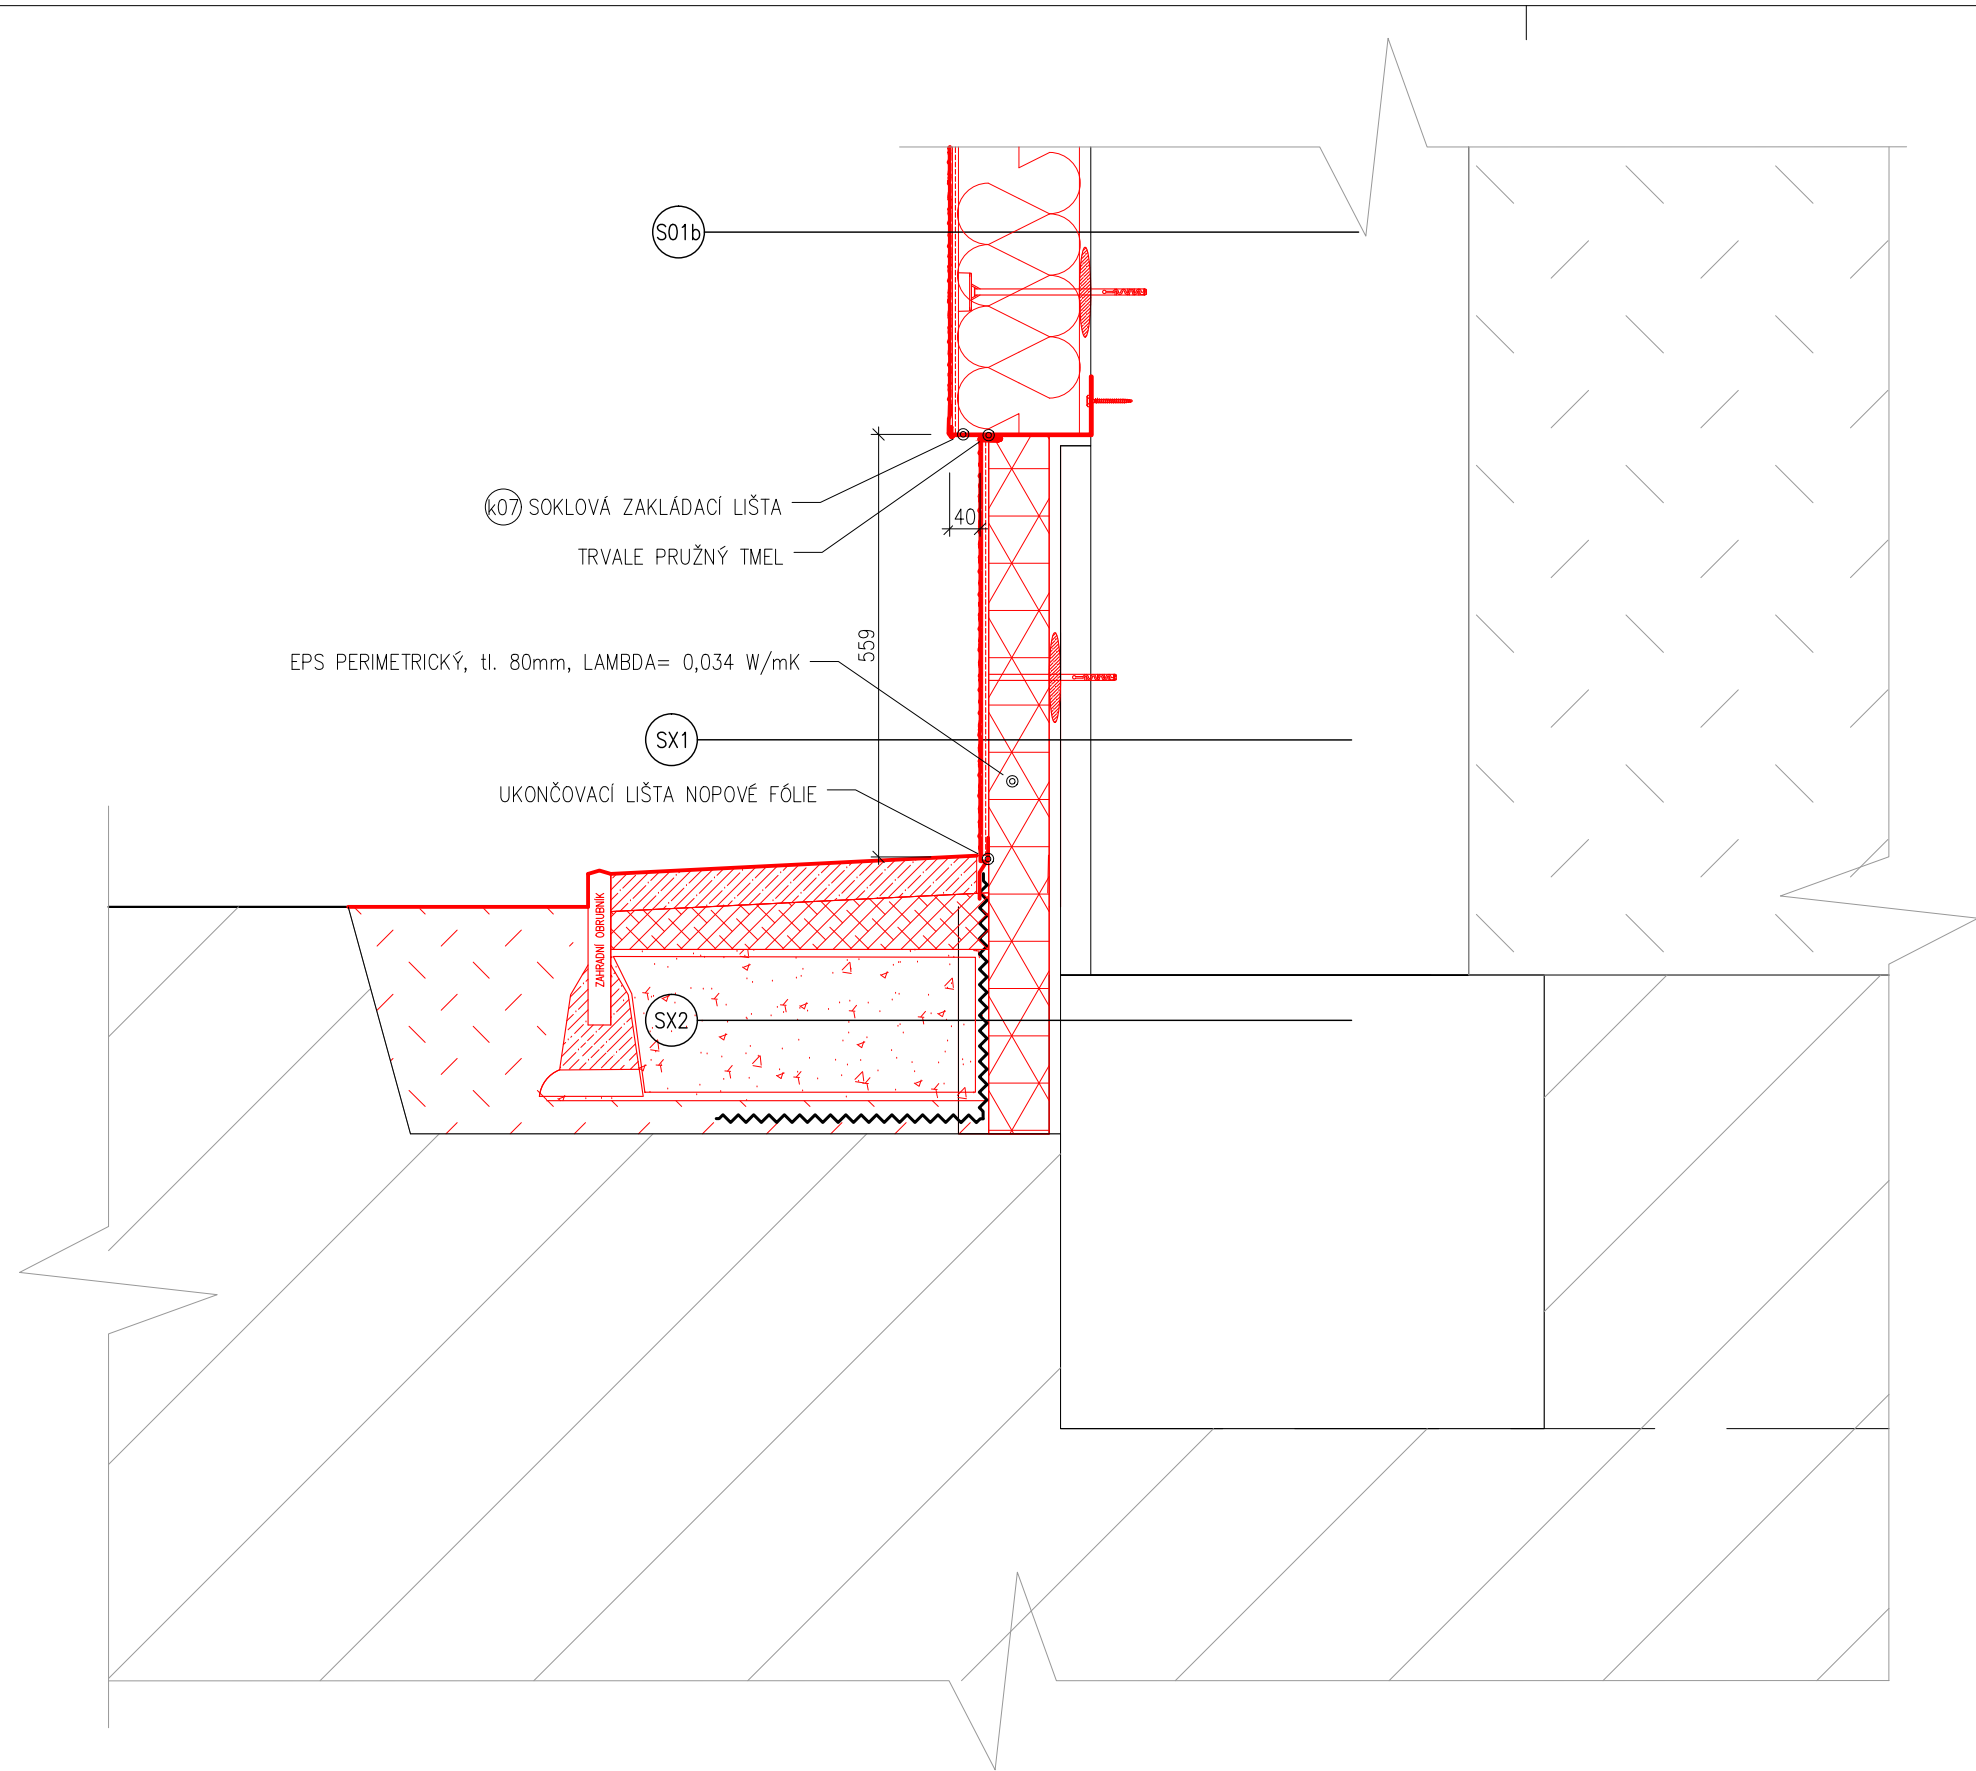 S01b
k07 SOKLOVÁ ZAKLÁDACÍ LIŠTA
40
TRVALE PRUŽNÝ TMEL
559
EPS PERIMETRICKÝ, tl. 80mm, LAMBDA= 0,034 W/mK
SX1
UKONČOVACÍ LIŠTA NOPOVÉ FÓLIE
ZAHRADNÍ OBRUBNÍK
SX2